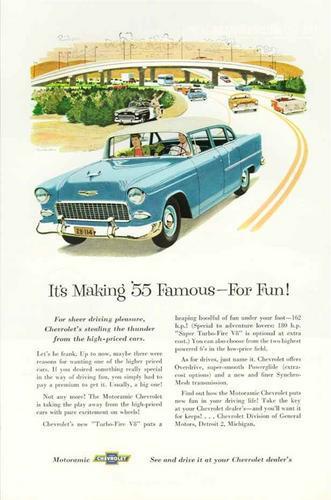 2S-114
It's Making '55 Famous—For Fun!
For sheer driving pleasure,
Chevrolet's stealing the thunder
from the high-priced cars.
Let's be frank. Up to now, maybe there were
reasons for wanting one of the higher priced
cars. If you desired something really special
in the way of driving fun, you simply had to
pay a premium to get it. Usually, a big one!
Not any more! The Motoramic Chevrolet
is taking the play away from the high-priced
cars with pure excitement on wheels!
Chevrolet's new "Turbo-Fire V8" puts a
heaping hoodful of fun under your foot—162
h.p.! (Special to adventure lovers: 180 h.p.
"Super Turbo-Fire V8" is optional at extra
cost.) You can also choose from the two highest
powered 6's in the low-price field.
As for drives, just name it. Chevrolet offers
Overdrive, super-smooth Powerglide (extra-
cost options) and a new and finer Synchro-
Mesh transmission.
Find out how the Motoramic Chevrolet puts
new fun in your driving life! Take the key
at your Chevrolet dealer's—and you'll want it
for keeps! . . . Chevrolet Division of General
Motors, Detroit 2, Michigan.
Motoramic CHEVROLET See and drive it at your Chevrolet dealer's